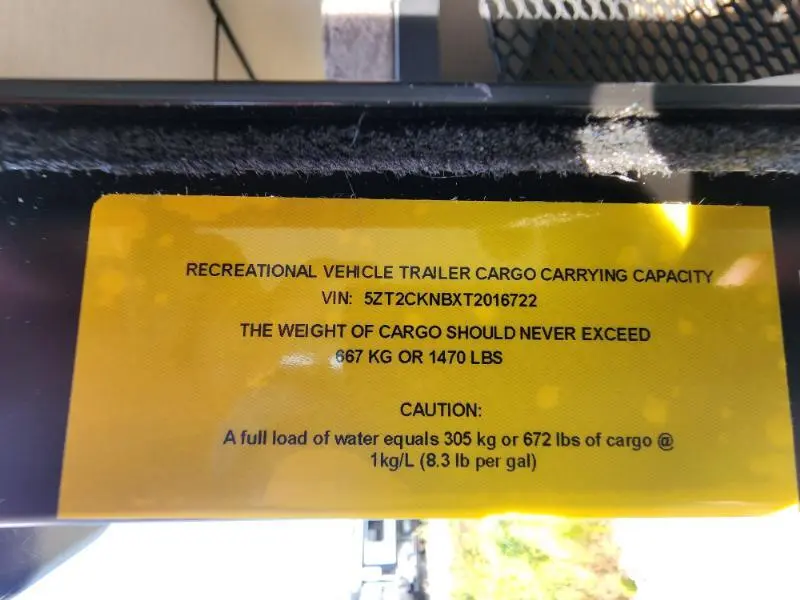 RECREATIONAL VEHICLE TRAILER CARGO CARRYING CAPACITY
VIN: 5ZT2CKNBXT2016722
THE WEIGHT OF CARGO SHOULD NEVER EXCEED
667 KG OR 1470 LBS
CAUTION:
A full load of water equals 305 kg or 672 lbs of cargo @
1kg/L (8.3 lb per gal)